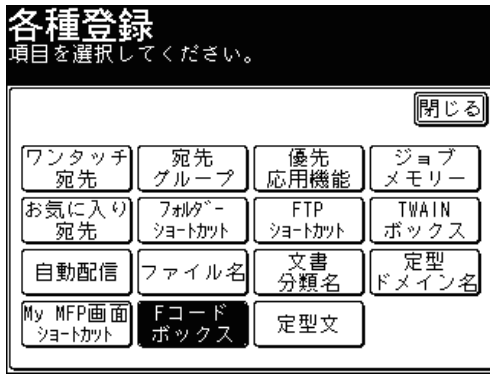 各種登録
項目を選択してください。
閉じる
ワンタッチ
宛先
宛先
グループ
優先
応用機能
ジョブ
メモリー
お気に入り
宛先
ﾌｫﾙﾀﾞｰ
ｼｮｰﾄｶｯﾄ
FTP
ｼｮｰﾄｶｯﾄ
TWAIN
ボックス
自動配信
ファイル名
文書
分類名
定型
ドメイン名
My MFP画面
ｼｮｰﾄｶｯﾄ
Fコード
ボックス
定型文